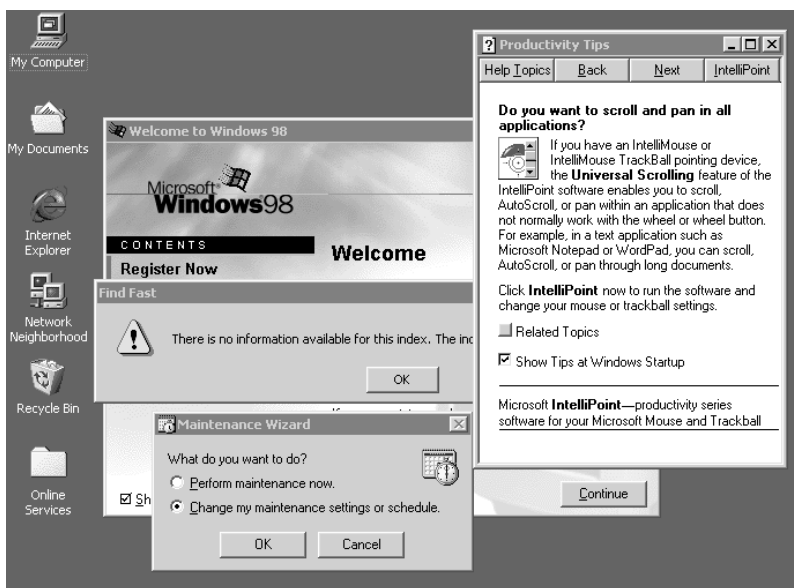 My Computer
My Documents
Internet
Explorer
Network
Neighborhood
Recycle Bin
Online
Services
Welcome to Windows 98
Microsoft
Windows98
CONTENTS
Welcome
Register Now
Find Fast
There is no information available for this index. The inc
OK
Maintenance Wizard
What do you want to do?
Perform maintenance now.
Change my maintenance settings or schedule.
OK Cancel
Sh
Continue
Productivity Tips
Help Topics Back Next IntelliPoint
Do you want to scroll and pan in all
applications?
If you have an IntelliMouse or
IntelliMouse TrackBall pointing device,
the Universal Scrolling feature of the
IntelliPoint software enables you to scroll,
AutoScroll, or pan within an application that does
not normally work with the wheel or wheel button.
For example, in a text application such as
Microsoft Notepad or WordPad, you can scroll,
AutoScroll, or pan through long documents.
Click IntelliPoint now to run the software and
change your mouse or trackball settings.
Related Topics
Show Tips at Windows Startup
Microsoft IntelliPoint—productivity series
software for your Microsoft Mouse and Trackball